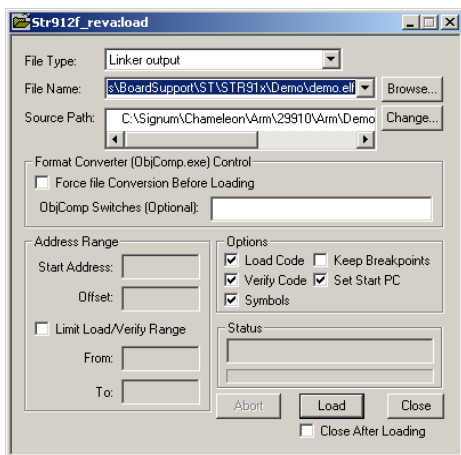 Str912f_reva:load
File Type: Linker output
File Name: s\BoardSupport\ST\STR91x\Demo\demo.elf Browse...
Source Path: C:\Signum\Chameleon\Arm\29910\Arm\Demo Change...
Format Converter (ObjComp.exe) Control
Force file Conversion Before Loading
ObjComp Switches (Optional):
Address Range
Start Address:
Offset:
Limit Load/Verify Range
From:
To:
Options
Load Code Keep Breakpoints
Verify Code Set Start PC
Symbols
Status
Abort Load Close
Close After Loading